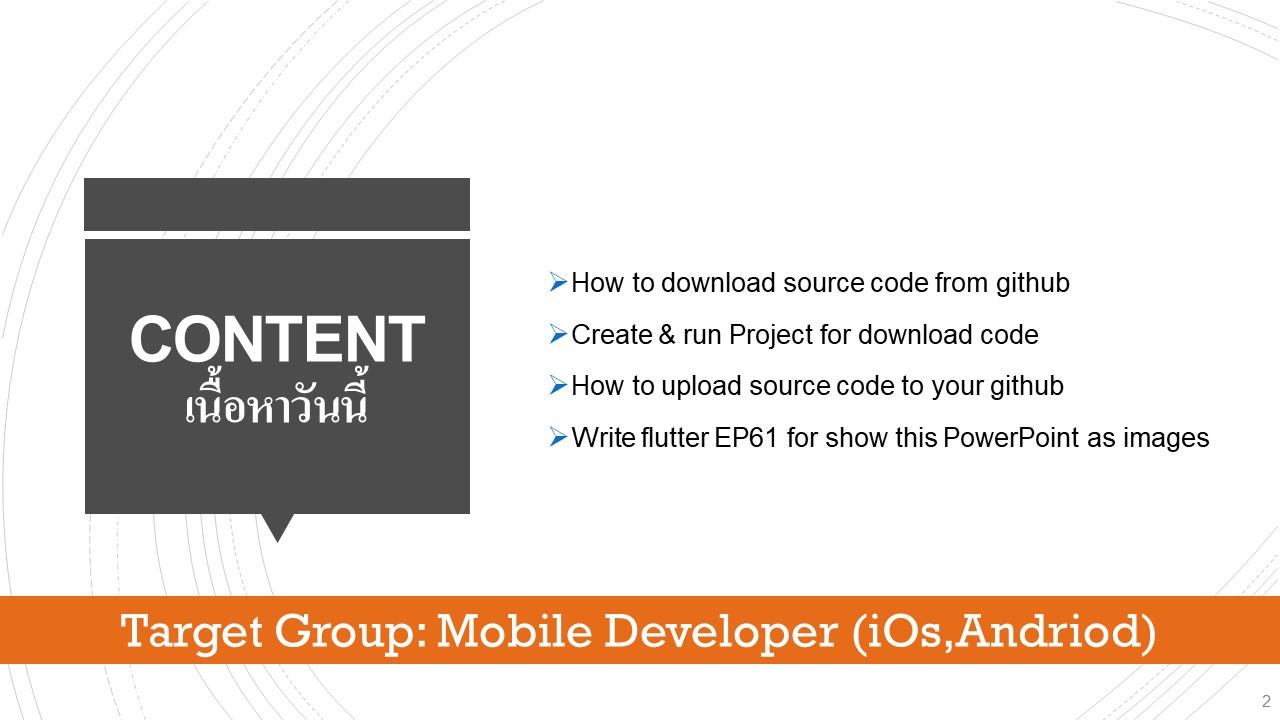 CONTENT
เนื้อหาวันนี้
➢How to download source code from github
➢Create & run Project for download code
➢How to upload source code to your github
➢Write flutter EP61 for show this PowerPoint as images
Target Group: Mobile Developer (iOs,Andriod)
2